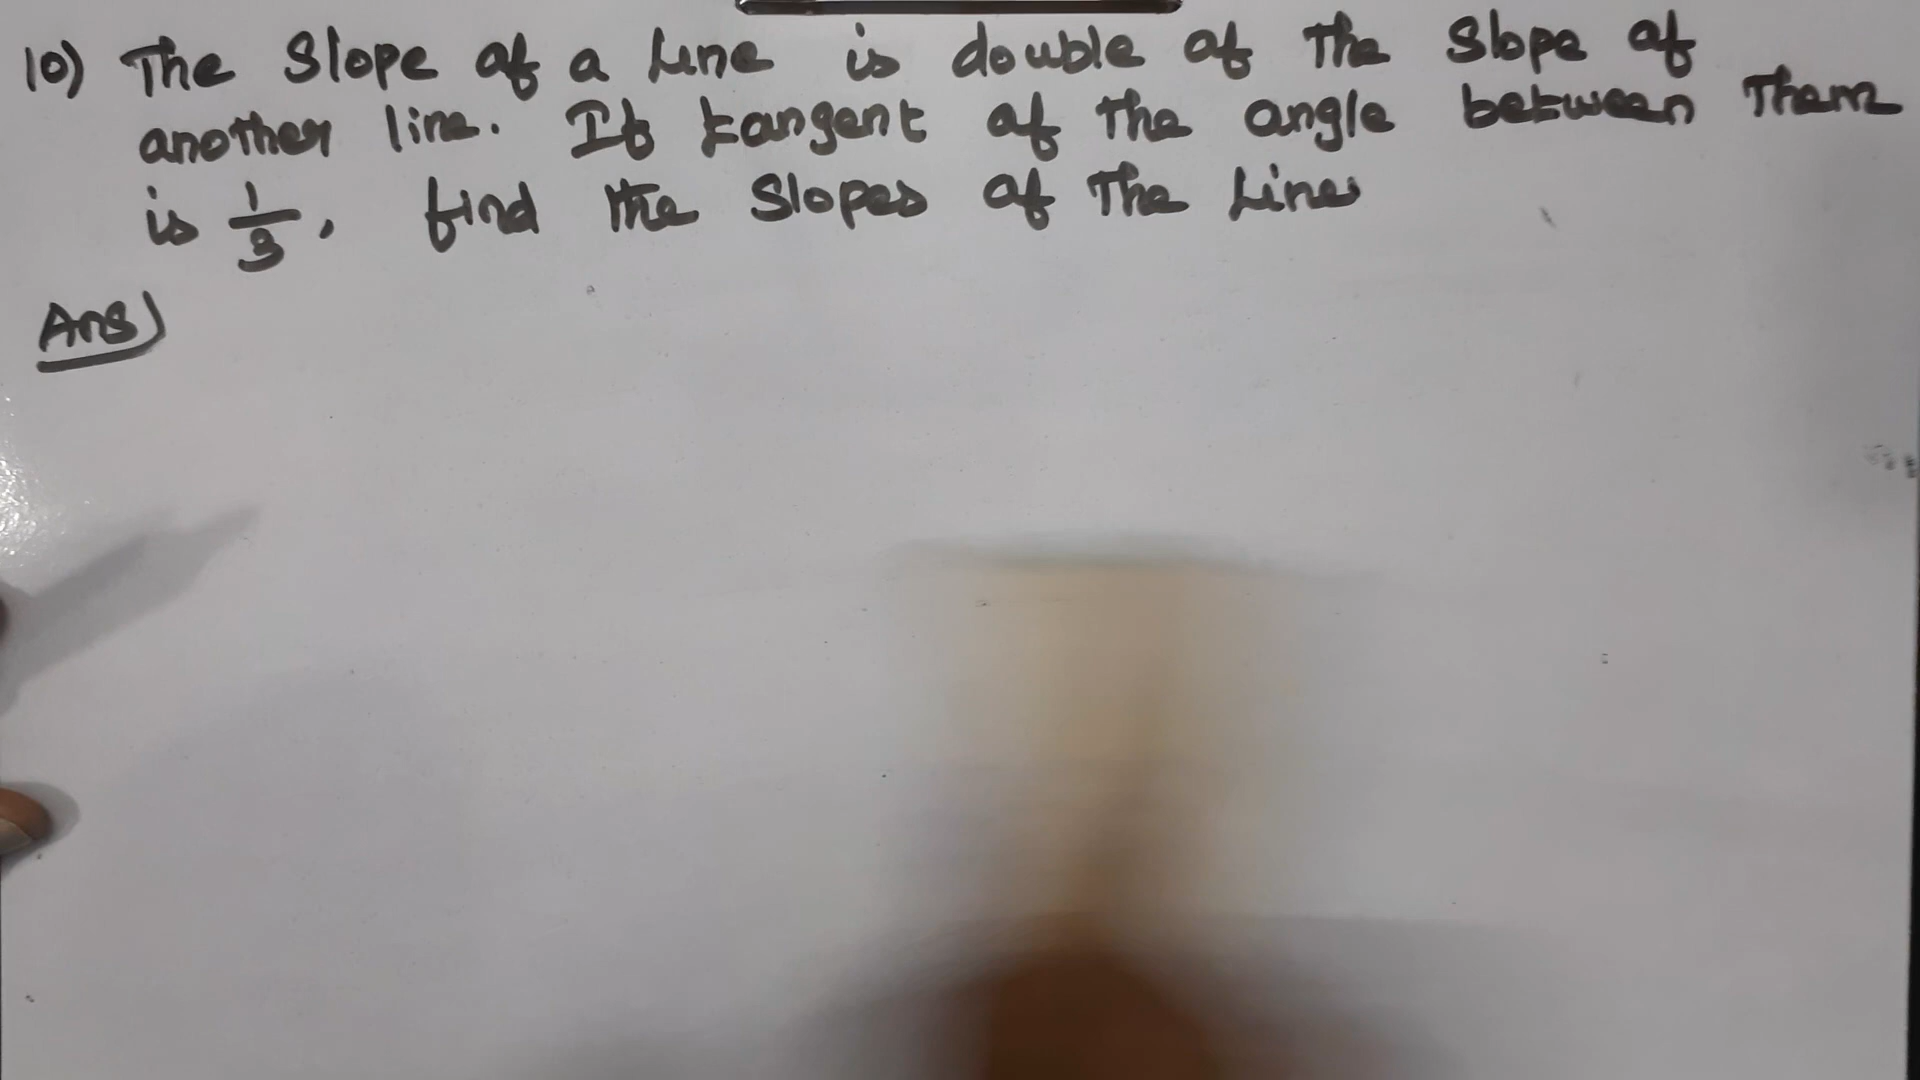 10) The Slope of a Line is double of the Slope of
another line. If tangent of the angle between them
is 1/3, find the Slopes of the Lines
Ans)